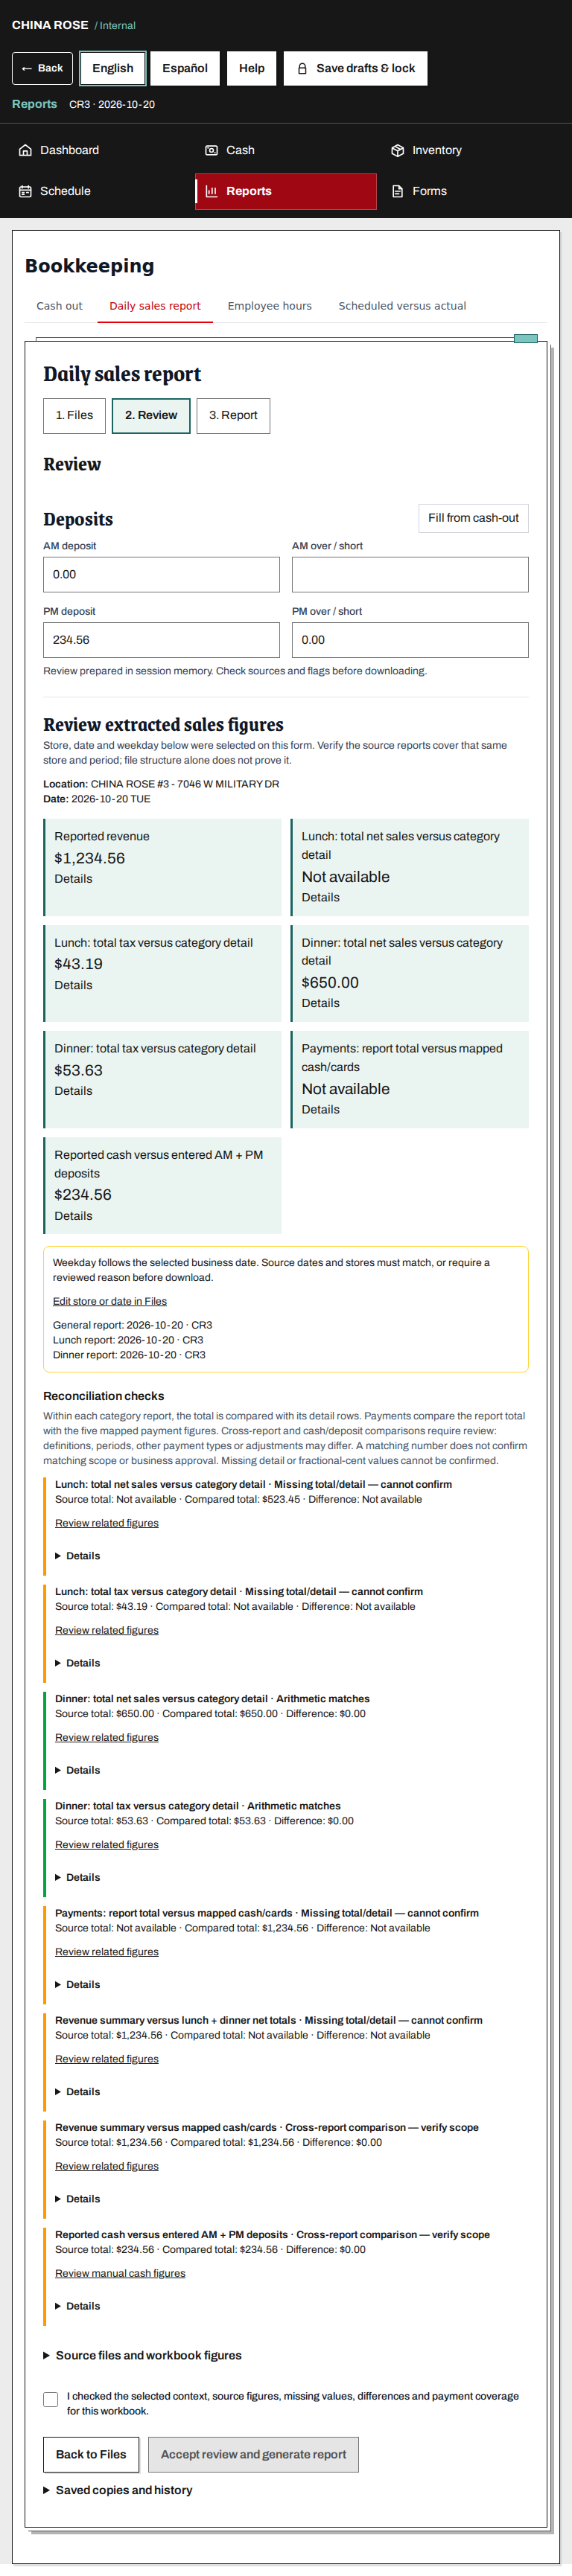 CHINA ROSE / Internal
← Back
English
Español
Help
Save drafts & lock
Reports CR3 · 2026-10-20
Dashboard
Cash
Inventory
Schedule
Reports
Forms
Bookkeeping
Cash out
Daily sales report
Employee hours
Scheduled versus actual
Daily sales report
1. Files
2. Review
3. Report
Review
Deposits
Fill from cash-out
AM deposit
AM over / short
0.00
PM deposit
PM over / short
234.56
0.00
Review prepared in session memory. Check sources and flags before downloading.
Review extracted sales figures
Store, date and weekday below were selected on this form. Verify the source reports cover that same
store and period; file structure alone does not prove it.
Location: CHINA ROSE #3 - 7046 W MILITARY DR
Date: 2026-10-20 TUE
Reported revenue
$1,234.56
Details
Lunch: total net sales versus category
detail
Not available
Details
Lunch: total tax versus category detail
$43.19
Details
Dinner: total net sales versus category
detail
$650.00
Details
Dinner: total tax versus category detail
$53.63
Details
Payments: report total versus mapped
cash/cards
Not available
Details
Reported cash versus entered AM + PM
deposits
$234.56
Details
Weekday follows the selected business date. Source dates and stores must match, or require a
reviewed reason before download.
Edit store or date in Files
General report: 2026-10-20 · CR3
Lunch report: 2026-10-20 · CR3
Dinner report: 2026-10-20 · CR3
Reconciliation checks
Within each category report, the total is compared with its detail rows. Payments compare the report total
with the five mapped payment figures. Cross-report and cash/deposit comparisons require review:
definitions, periods, other payment types or adjustments may differ. A matching number does not confirm
matching scope or business approval. Missing detail or fractional-cent values cannot be confirmed.
Lunch: total net sales versus category detail · Missing total/detail — cannot confirm
Source total: Not available · Compared total: $523.45 · Difference: Not available
Review related figures
Details
Lunch: total tax versus category detail · Missing total/detail — cannot confirm
Source total: $43.19 · Compared total: Not available · Difference: Not available
Review related figures
Details
Dinner: total net sales versus category detail · Arithmetic matches
Source total: $650.00 · Compared total: $650.00 · Difference: $0.00
Review related figures
Details
Dinner: total tax versus category detail · Arithmetic matches
Source total: $53.63 · Compared total: $53.63 · Difference: $0.00
Review related figures
Details
Payments: report total versus mapped cash/cards · Missing total/detail — cannot confirm
Source total: Not available · Compared total: $1,234.56 · Difference: Not available
Review related figures
Details
Revenue summary versus lunch + dinner net totals · Missing total/detail — cannot confirm
Source total: $1,234.56 · Compared total: Not available · Difference: Not available
Review related figures
Details
Revenue summary versus mapped cash/cards · Cross-report comparison — verify scope
Source total: $1,234.56 · Compared total: $1,234.56 · Difference: $0.00
Review related figures
Details
Reported cash versus entered AM + PM deposits · Cross-report comparison — verify scope
Source total: $234.56 · Compared total: $234.56 · Difference: $0.00
Review manual cash figures
Details
Source files and workbook figures
I checked the selected context, source figures, missing values, differences and payment coverage
for this workbook.
Back to Files
Accept review and generate report
Saved copies and history